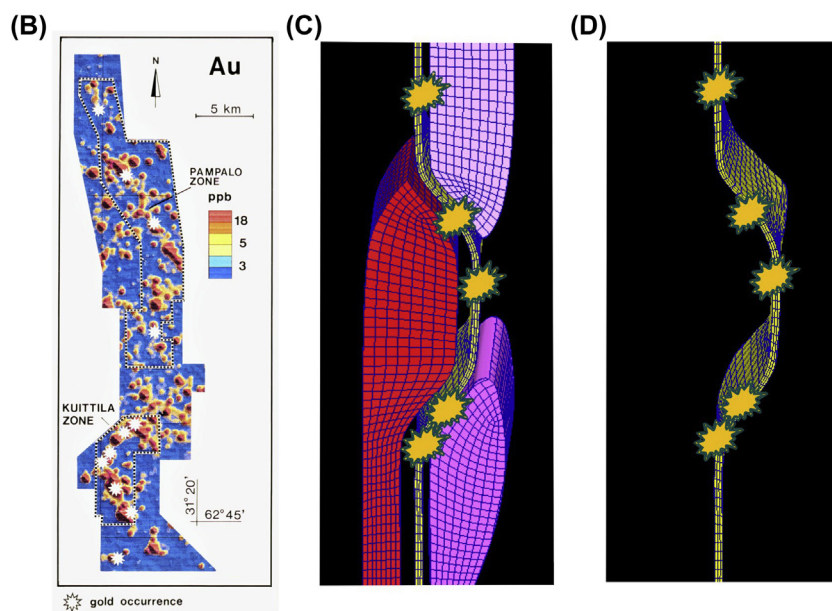 (B)
(C)
(D)
Au
N
5 km
PAMPALO
ZONE
ppb
18
5
3
KUITTILA
ZONE
31° 20'
62° 45'
gold occurrence